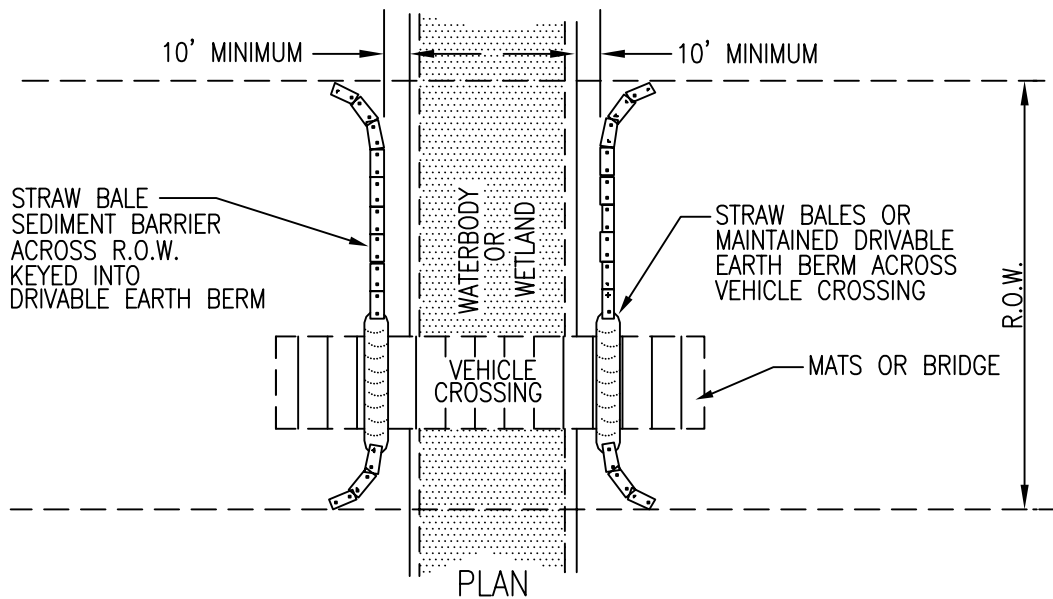 10' MINIMUM
10' MINIMUM
STRAW BALE
SEDIMENT BARRIER
ACROSS R.O.W.
KEYED INTO
DRIVABLE EARTH BERM
WATERBODY
OR
WETLAND
STRAW BALES OR
MAINTAINED DRIVABLE
EARTH BERM ACROSS
VEHICLE CROSSING
R.O.W.
VEHICLE
CROSSING
MATS OR BRIDGE
PLAN